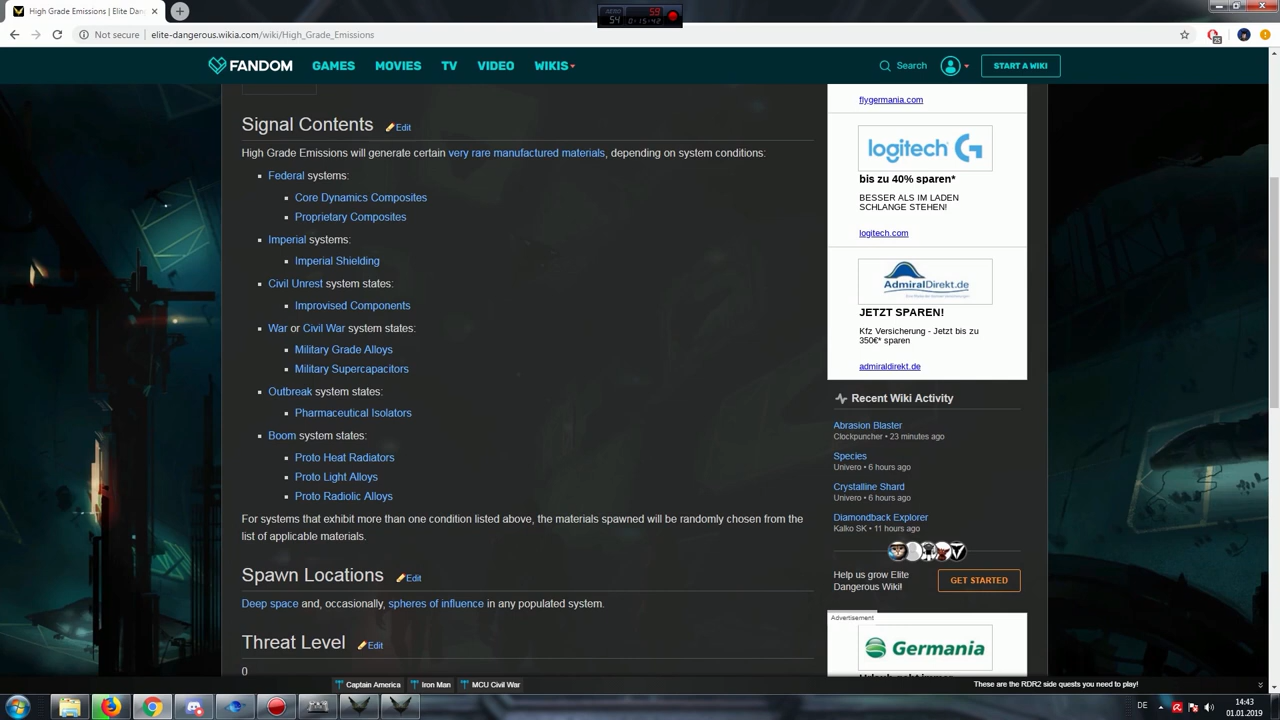 High Grade Emissions | Elite Dang
XENO 59
54 0:15:42
Not secure | elite-dangerous.wikia.com/wiki/High_Grade_Emissions
25
FANDOM GAMES MOVIES TV VIDEO WIKIS Search START A WIKI
flygermania.com
Signal Contents Edit
High Grade Emissions will generate certain very rare manufactured materials, depending on system conditions:
Federal systems:
Core Dynamics Composites
Proprietary Composites
Imperial systems:
Imperial Shielding
Civil Unrest system states:
Improvised Components
War or Civil War system states:
Military Grade Alloys
Military Supercapacitors
Outbreak system states:
Pharmaceutical Isolators
Boom system states:
Proto Heat Radiators
Proto Light Alloys
Proto Radiolic Alloys
For systems that exhibit more than one condition listed above, the materials spawned will be randomly chosen from the
list of applicable materials.
Spawn Locations Edit
Deep space and, occasionally, spheres of influence in any populated system.
Threat Level Edit
0
logitech G
bis zu 40% sparen*
BESSER ALS IM LADEN
SCHLANGE STEHEN!
logitech.com
AdmiralDirekt.de
JETZT SPAREN!
Kfz Versicherung - Jetzt bis zu
350€* sparen
admiraldirekt.de
Recent Wiki Activity
Abrasion Blaster
Clockpuncher • 23 minutes ago
Species
Univero • 6 hours ago
Crystalline Shard
Univero • 6 hours ago
Diamondback Explorer
Kalko SK • 11 hours ago
Help us grow Elite
Dangerous Wiki!
GET STARTED
Advertisement
Germania
Captain America Iron Man MCU Civil War These are the RDR2 side quests you need to play!
DE 14:43
01.01.2019